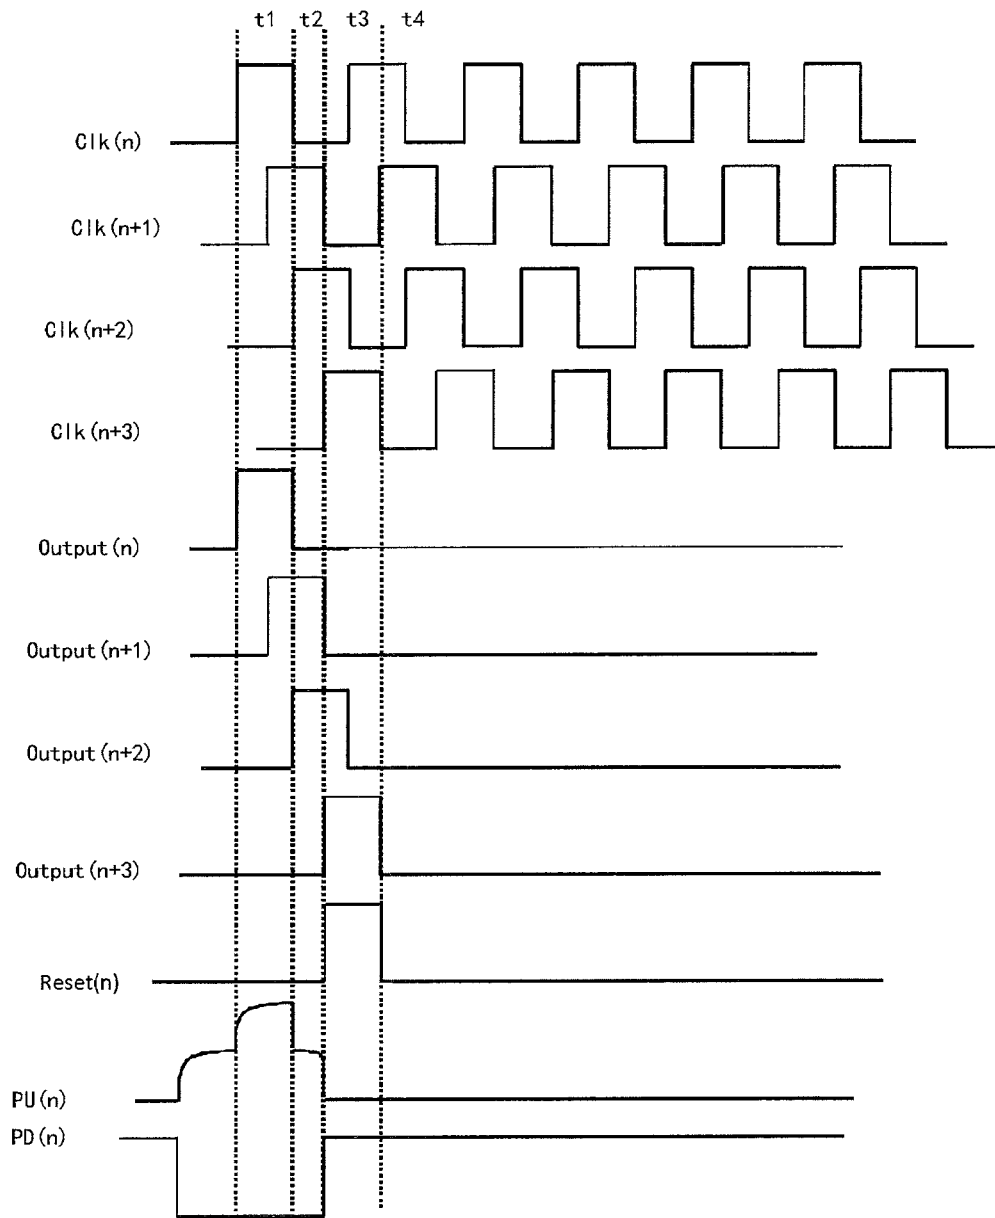 t1 t2 t3 t4
Clk(n)
Clk(n+1)
Clk(n+2)
Clk(n+3)
Output(n)
Output(n+1)
Output(n+2)
Output(n+3)
Reset(n)
PU(n)
PD(n)